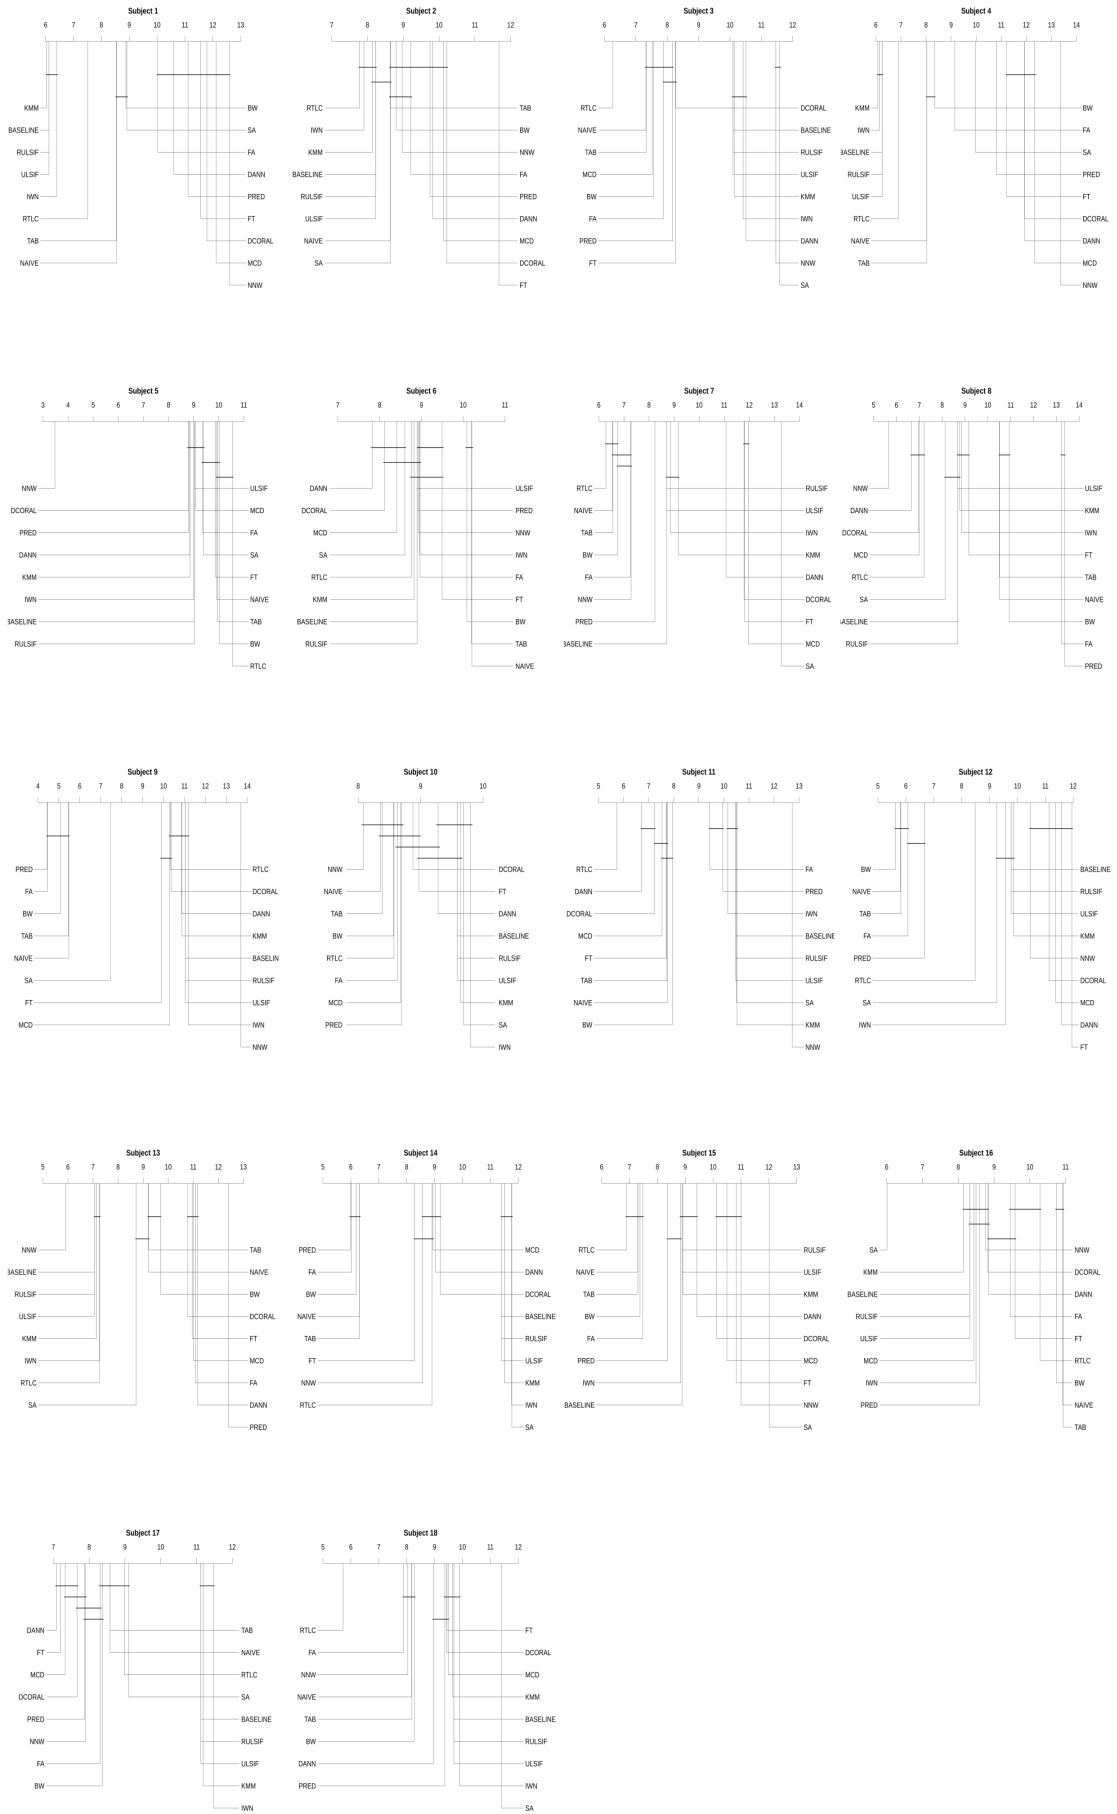 Subject 1
6 7 8 9 10 11 12 13
KMM BW
BASELINE SA
RULSIF FA
ULSIF DANN
IWN PRED
RTLC FT
TAB DCORAL
NAIVE MCD
NNW
Subject 2
7 8 9 10 11 12
RTLC TAB
IWN BW
KMM NNW
BASELINE FA
RULSIF PRED
ULSIF DANN
NAIVE MCD
SA DCORAL
FT
Subject 3
6 7 8 9 10 11 12
RTLC DCORAL
NAIVE BASELINE
TAB RULSIF
MCD ULSIF
BW KMM
FA IWN
PRED DANN
FT NNW
SA
Subject 4
6 7 8 9 10 11 12 13 14
KMM BW
IWN FA
BASELINE SA
RULSIF PRED
ULSIF FT
RTLC DCORAL
NAIVE DANN
TAB MCD
NNW
Subject 5
3 4 5 6 7 8 9 10 11
NNW ULSIF
DCORAL MCD
PRED FA
DANN SA
KMM FT
IWN NAIVE
BASELINE TAB
RULSIF BW
RTLC
Subject 6
7 8 9 10 11
DANN ULSIF
DCORAL PRED
MCD NNW
SA IWN
RTLC FA
KMM FT
BASELINE BW
RULSIF TAB
NAIVE
Subject 7
6 7 8 9 10 11 12 13 14
RTLC RULSIF
NAIVE ULSIF
TAB IWN
BW KMM
FA DANN
NNW DCORAL
PRED FT
BASELINE MCD
SA
Subject 8
5 6 7 8 9 10 11 12 13 14
NNW ULSIF
DANN KMM
DCORAL IWN
MCD FT
RTLC TAB
SA NAIVE
BASELINE BW
RULSIF FA
PRED
Subject 9
4 5 6 7 8 9 10 11 12 13 14
PRED RTLC
FA DCORAL
BW DANN
TAB KMM
NAIVE BASELIN
SA RULSIF
FT ULSIF
MCD IWN
NNW
Subject 10
8 9 10
NNW DCORAL
NAIVE FT
TAB DANN
BW BASELINE
RTLC RULSIF
FA ULSIF
MCD KMM
PRED SA
IWN
Subject 11
5 6 7 8 9 10 11 12 13
RTLC FA
DANN PRED
DCORAL IWN
MCD BASELINE
FT RULSIF
TAB ULSIF
NAIVE SA
BW KMM
NNW
Subject 12
5 6 7 8 9 10 11 12
BW BASELINE
NAIVE RULSIF
TAB ULSIF
FA KMM
PRED NNW
RTLC DCORAL
SA MCD
IWN DANN
FT
Subject 13
5 6 7 8 9 10 11 12 13
NNW TAB
BASELINE NAIVE
RULSIF BW
ULSIF DCORAL
KMM FT
IWN MCD
RTLC FA
SA DANN
PRED
Subject 14
5 6 7 8 9 10 11 12
PRED MCD
FA DANN
BW DCORAL
NAIVE BASELINE
TAB RULSIF
FT ULSIF
NNW KMM
RTLC IWN
SA
Subject 15
6 7 8 9 10 11 12 13
RTLC RULSIF
NAIVE ULSIF
TAB KMM
BW DANN
FA DCORAL
PRED MCD
IWN FT
BASELINE NNW
SA
Subject 16
6 7 8 9 10 11
SA NNW
KMM DCORAL
BASELINE DANN
RULSIF FA
ULSIF FT
MCD RTLC
IWN BW
PRED NAIVE
TAB
Subject 17
7 8 9 10 11 12
DANN TAB
FT NAIVE
MCD RTLC
DCORAL SA
PRED BASELINE
NNW RULSIF
FA ULSIF
BW KMM
IWN
Subject 18
5 6 7 8 9 10 11 12
RTLC FT
FA DCORAL
NNW MCD
NAIVE KMM
TAB BASELINE
BW RULSIF
DANN ULSIF
PRED IWN
SA